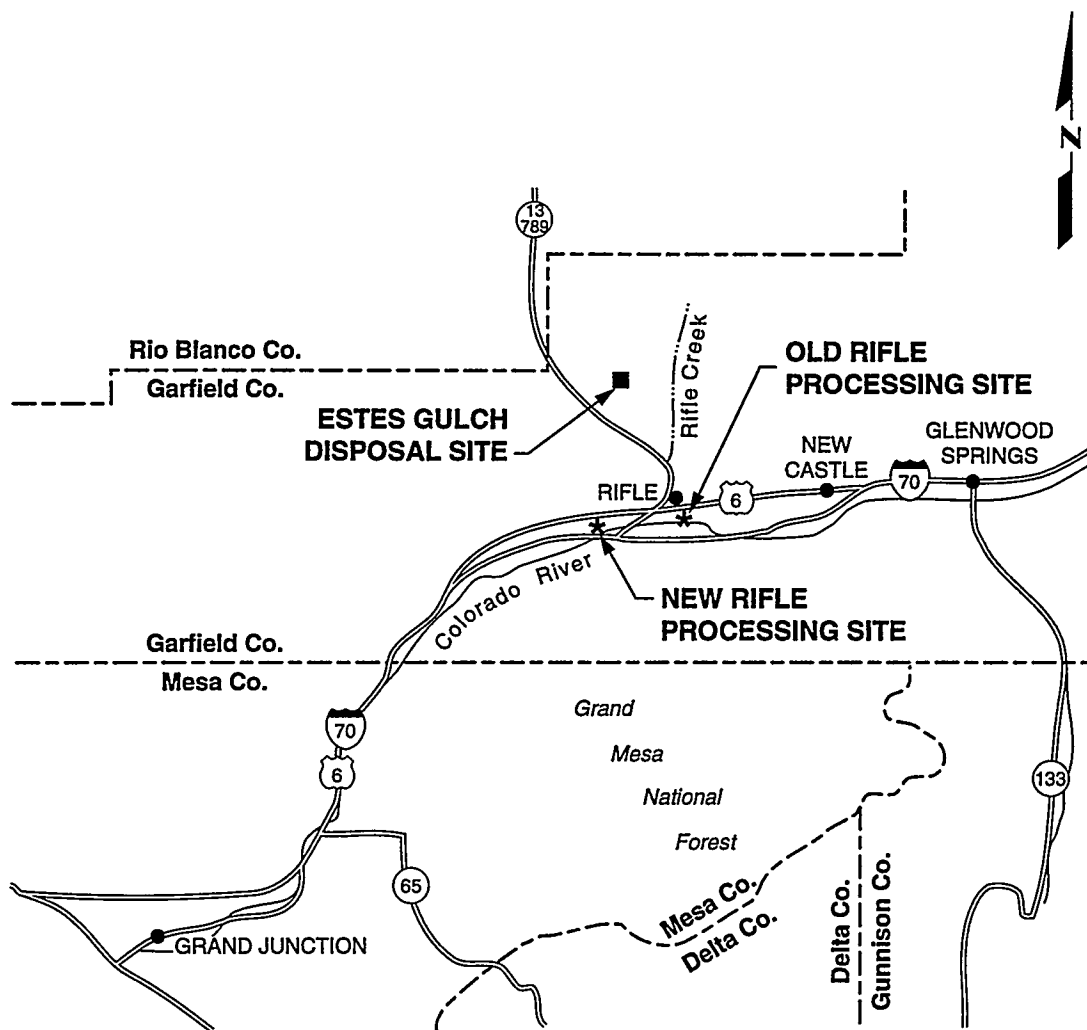 N
13
789
Rio Blanco Co.
Garfield Co.
ESTES GULCH
DISPOSAL SITE
Rifle Creek
OLD RIFLE
PROCESSING SITE
RIFLE
6
NEW
CASTLE
70
GLENWOOD
SPRINGS
Colorado River
NEW RIFLE
PROCESSING SITE
Garfield Co.
Mesa Co.
70
6
Grand
Mesa
National
Forest
133
65
GRAND JUNCTION
Mesa Co.
Delta Co.
Delta Co.
Gunnison Co.